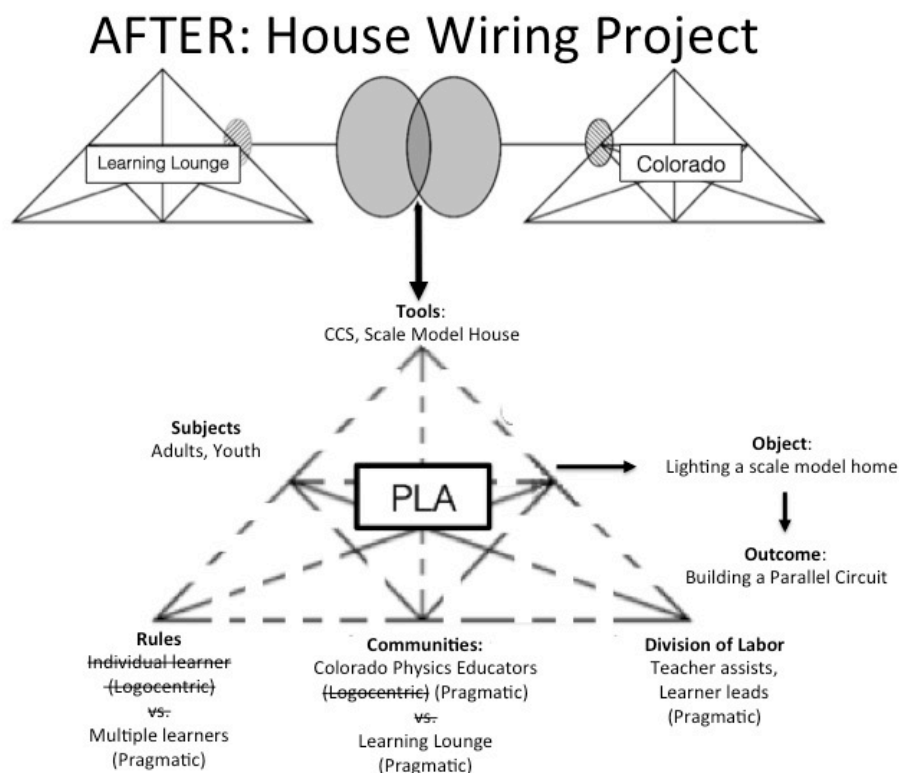 AFTER: House Wiring Project
Learning Lounge
Colorado
Tools:
CCS, Scale Model House
Subjects
Adults, Youth
PLA
Object:
Lighting a scale model home
Outcome:
Building a Parallel Circuit
Rules
Individual learner
(Logocentric)
vs.
Multiple learners
(Pragmatic)
Communities:
Colorado Physics Educators
(Logocentric) (Pragmatic)
vs.
Learning Lounge
(Pragmatic)
Division of Labor
Teacher assists,
Learner leads
(Pragmatic)